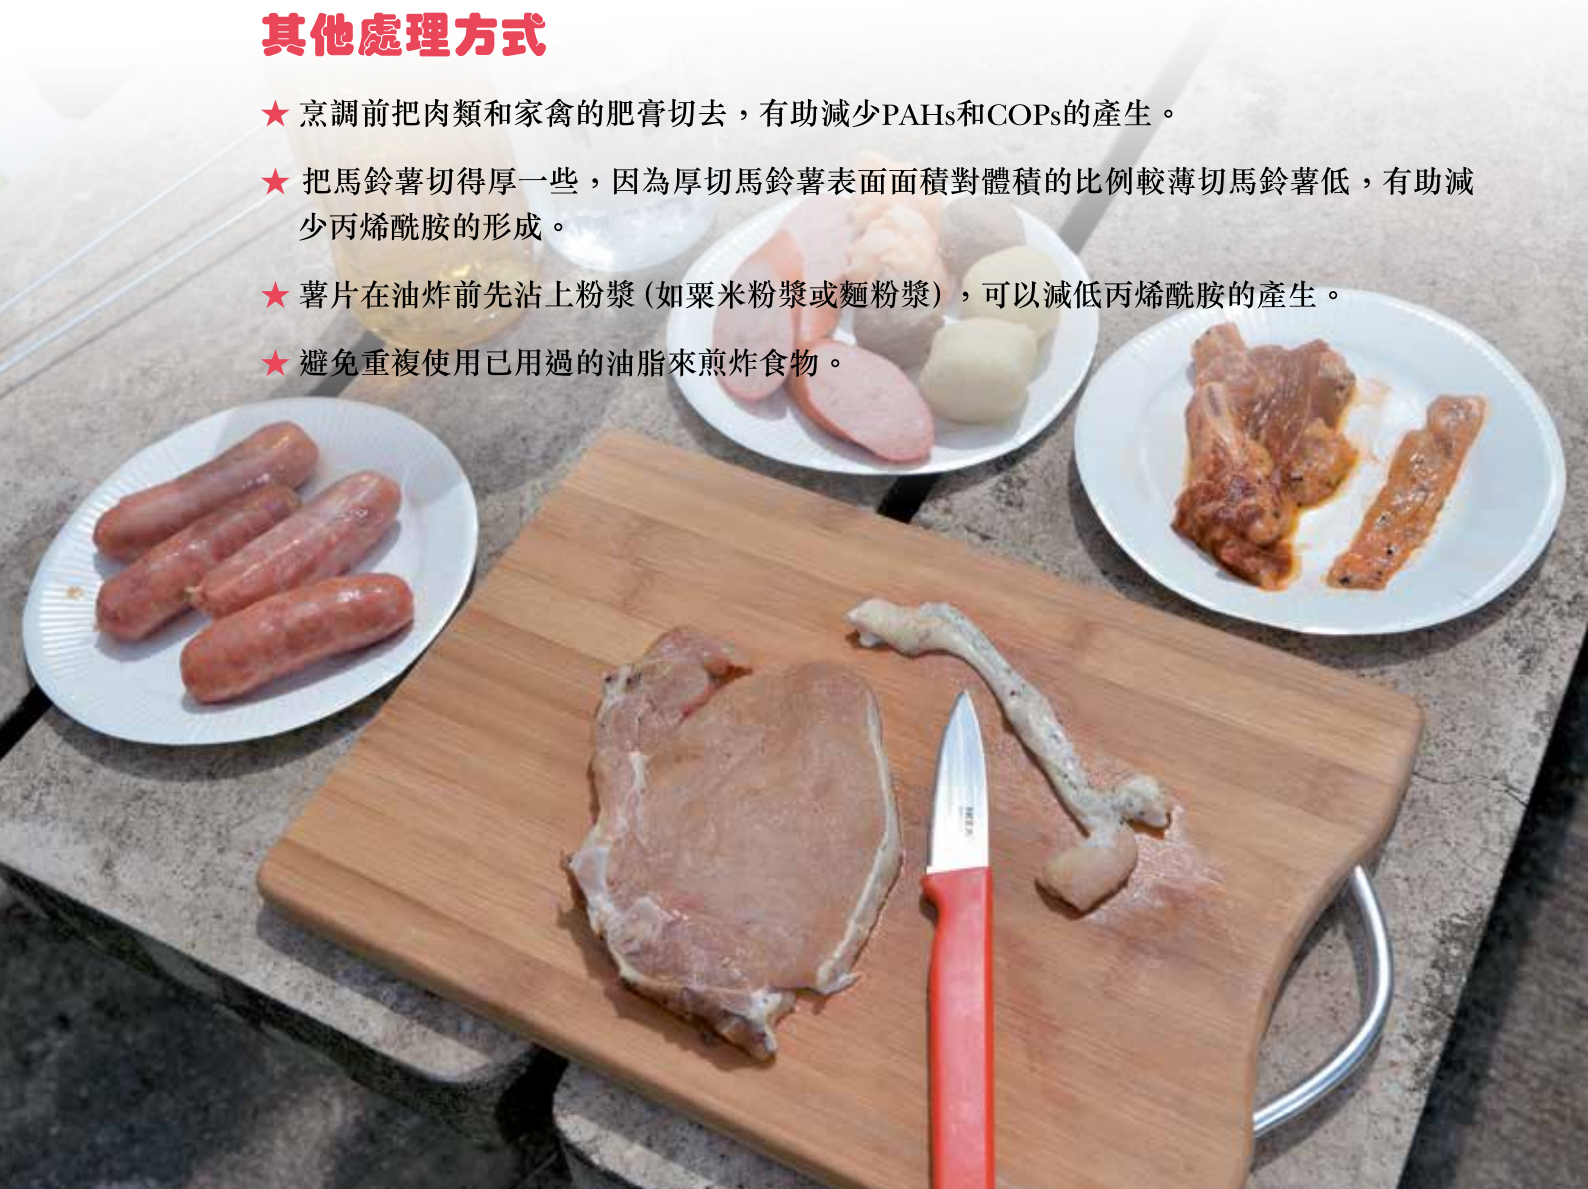 其他處理方式
★ 烹調前把肉類和家禽的肥膏切去，有助減少PAHs和COPs的產生。
★ 把馬鈴薯切得厚一些，因為厚切馬鈴薯表面面積對體積的比例較薄切馬鈴薯低，有助減
少丙烯酰胺的形成。
★ 薯片在油炸前先沾上粉漿 (如粟米粉漿或麵粉漿) ，可以減低丙烯酰胺的產生。
★ 避免重複使用已用過的油脂來煎炸食物。